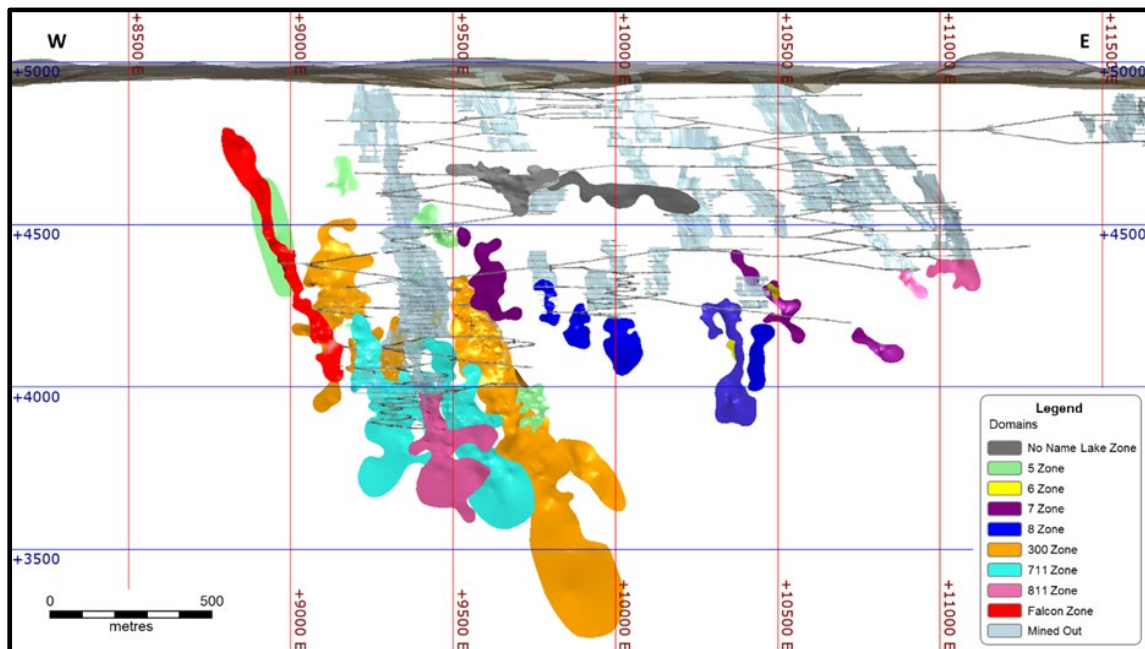 +8500 E
+9000 E
+9500 E
+10000 E
+10500 E
+11000 E
+11500 E
W
E
+5000
+5000
+4500
+4500
+4000
+3500
Legend
Domains
No Name Lake Zone
5 Zone
6 Zone
7 Zone
8 Zone
300 Zone
711 Zone
811 Zone
Falcon Zone
Mined Out
0
500
metres
+9000 E
+9500 E
+10000 E
+10500 E
+11000 E